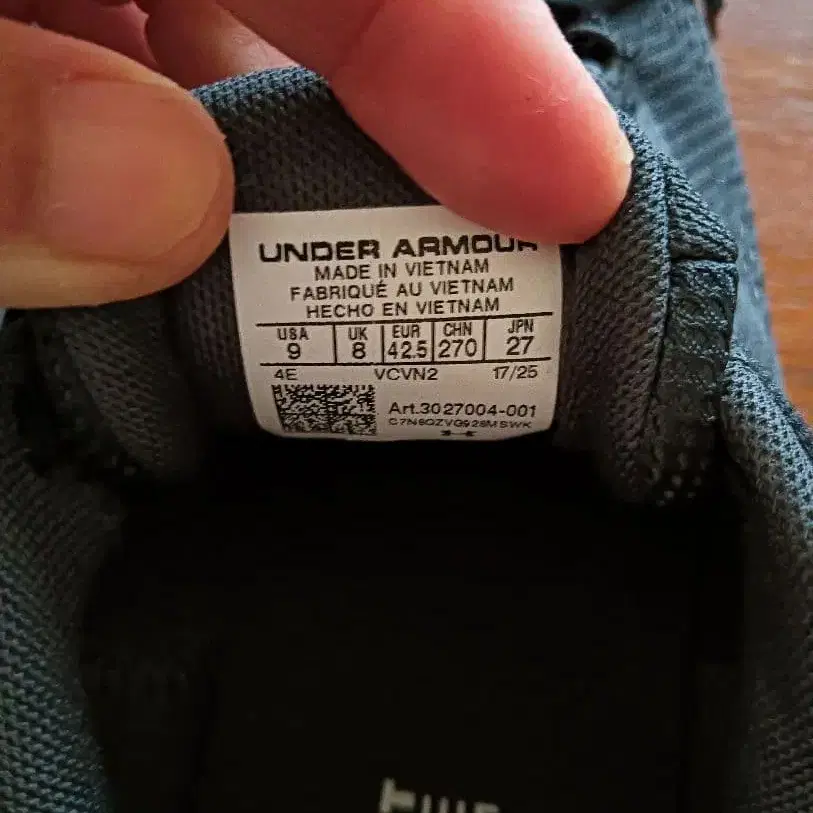 UNDER ARMOUR
MADE IN VIETNAM
FABRIQUÉ AU VIETNAM
HECHO EN VIETNAM
USA UK EUR CHN JPN
9 8 42.5 270 27
4E VCVN2 17/25
Art.3027004-001